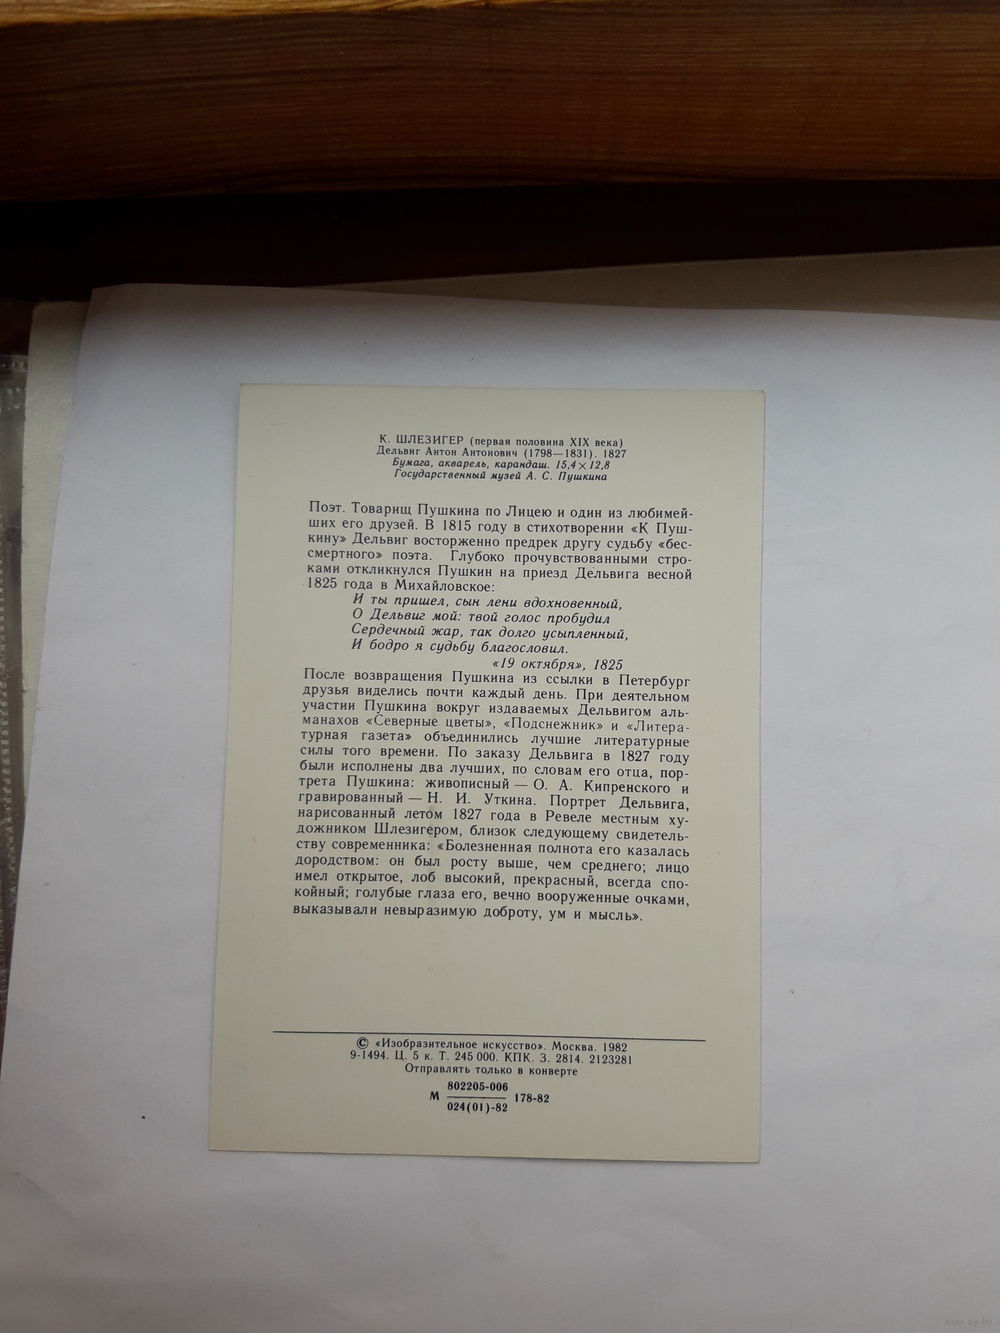 К. ШЛЕЗИГЕР (первая половина XIX века)
Дельвиг Антон Антонович (1798—1831). 1827
Бумага, акварель, карандаш. 15,4×12,8
Государственный музей А. С. Пушкина
Поэт. Товарищ Пушкина по Лицею и один из любимей-
ших его друзей. В 1815 году в стихотворении «К Пуш-
кину» Дельвиг восторженно предрек другу судьбу «бес-
смертного» поэта. Глубоко прочувствованными стро-
ками откликнулся Пушкин на приезд Дельвига весной
1825 года в Михайловское:
И ты пришел, сын лени вдохновенный,
О Дельвиг мой: твой голос пробудил
Сердечный жар, так долго усыпленный,
И бодро я судьбу благословил.
«19 октября», 1825
После возвращения Пушкина из ссылки в Петербург
друзья виделись почти каждый день. При деятельном
участии Пушкина вокруг издаваемых Дельвигом аль-
манахов «Северные цветы», «Подснежник» и «Литера-
турная газета» объединились лучшие литературные
силы того времени. По заказу Дельвига в 1827 году
были исполнены два лучших, по словам его отца, пор-
трета Пушкина: живописный — О. А. Кипренского и
гравированный — Н. И. Уткина. Портрет Дельвига,
нарисованный летом 1827 года в Ревеле местным ху-
дожником Шлезигером, близок следующему свидетель-
ству современника: «Болезненная полнота его казалась
дородством: он был росту выше, чем среднего; лицо
имел открытое, лоб высокий, прекрасный, всегда спо-
койный; голубые глаза его, вечно вооруженные очками,
выказывали невыразимую доброту, ум и мысль».
© «Изобразительное искусство». Москва. 1982
9-1494. Ц. 5 к. Т. 245 000. КПК. З. 2814. 2123281
Отправлять только в конверте
802205-006
М 178-82
024(01)-82
www.ay.by